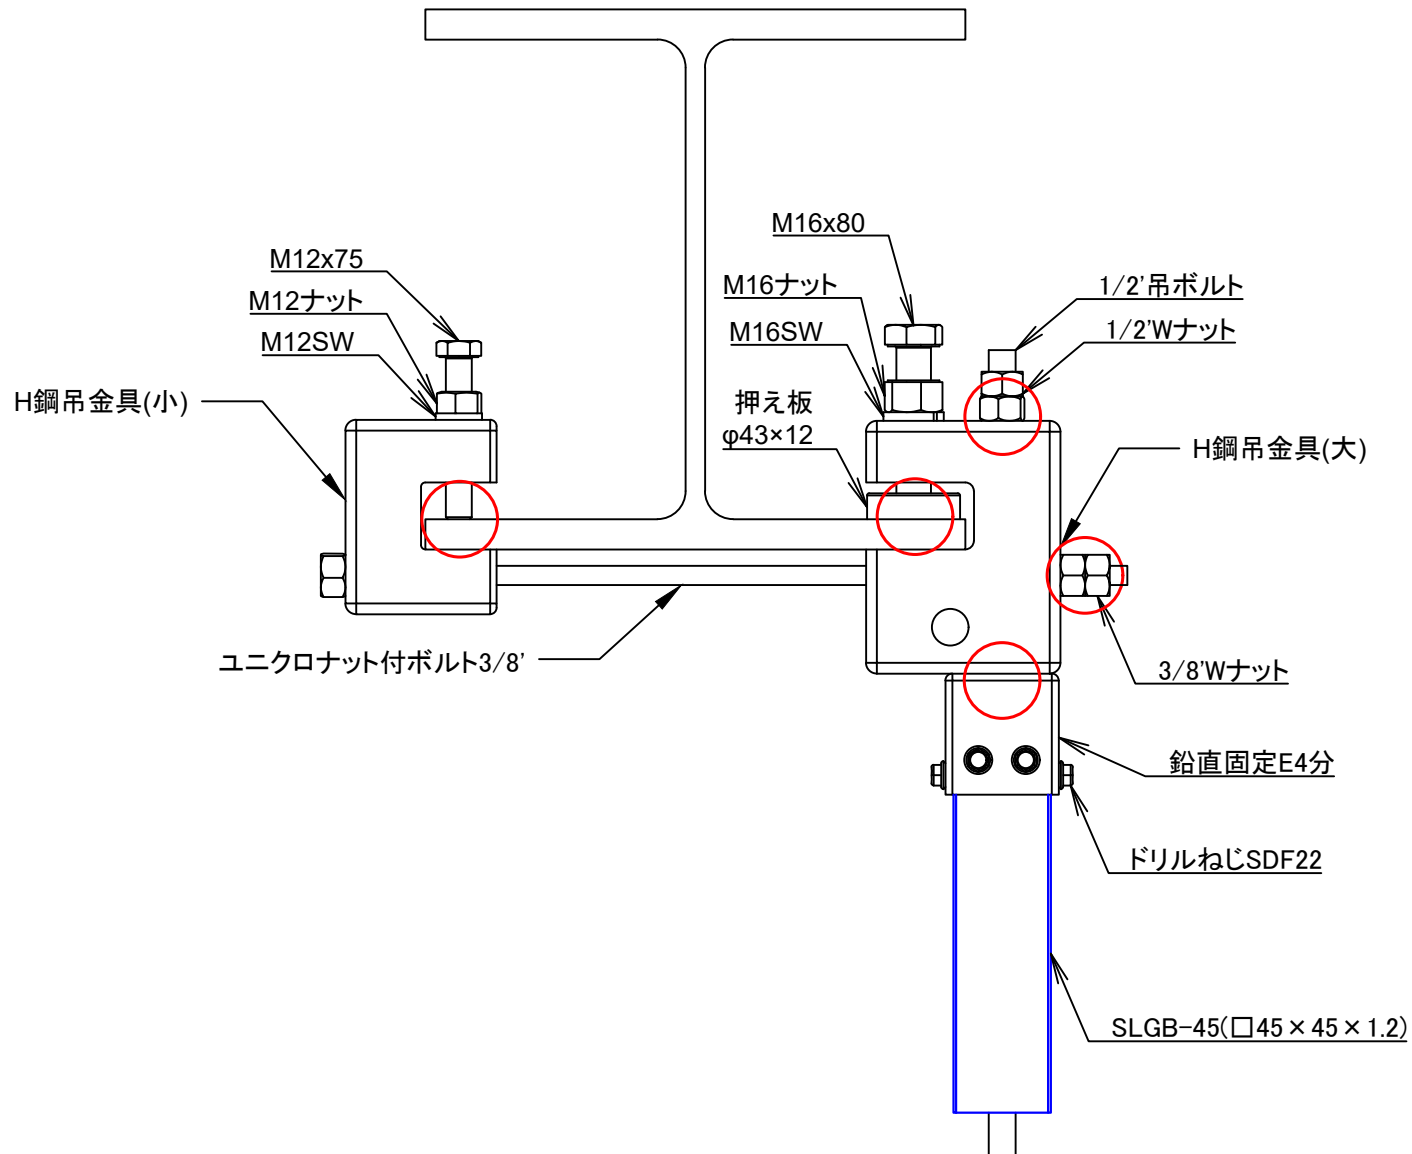 M16x80
M12x75
M16ナット
1/2'吊ボルト
M12ナット
M16SW
1/2'Wナット
M12SW
H鋼吊金具(小)
押え板
φ43×12
H鋼吊金具(大)
ユニクロナット付ボルト3/8'
3/8'Wナット
鉛直固定E4分
ドリルねじSDF22
SLGB-45(□45×45×1.2)